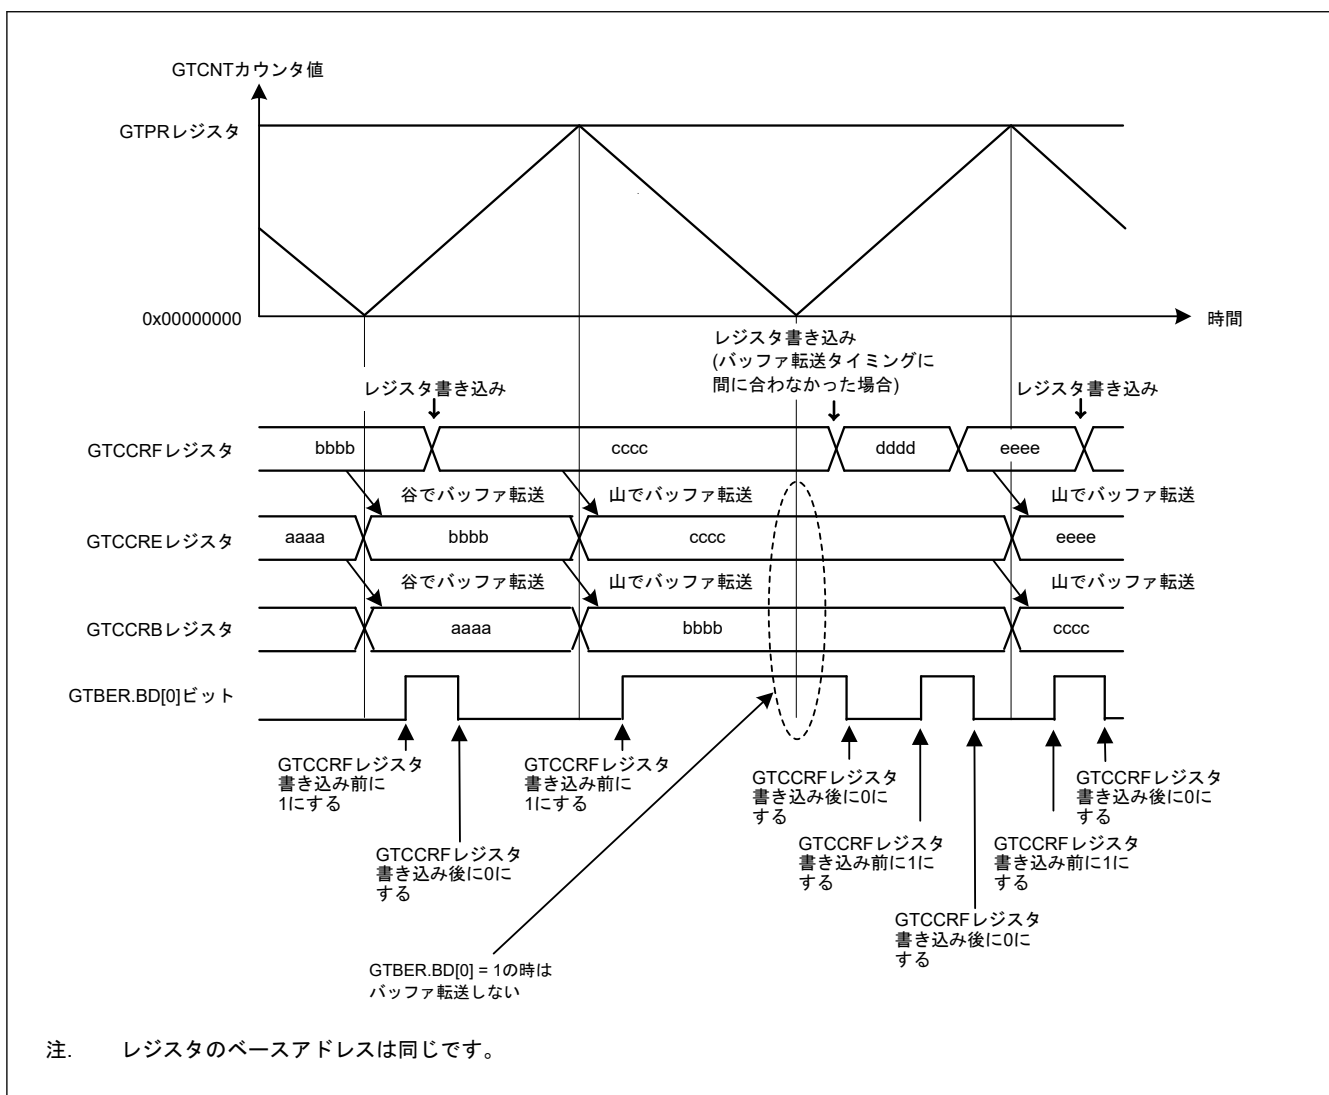 GTCNTカウンタ値
GTPRレジスタ
0x00000000
時間
レジスタ書き込み
(バッファ転送タイミングに
間に合わなかった場合)
レジスタ書き込み
レジスタ書き込み
GTCCRFレジスタ
bbbb
cccc
dddd
eeee
谷でバッファ転送
山でバッファ転送
山でバッファ転送
GTCCREレジスタ
aaaa
bbbb
cccc
eeee
谷でバッファ転送
山でバッファ転送
山でバッファ転送
GTCCRBレジスタ
aaaa
bbbb
cccc
GTBER.BD[0]ビット
GTCCRFレジスタ
書き込み前に
1にする
GTCCRFレジスタ
書き込み前に
1にする
GTCCRFレジスタ
書き込み後に0に
する
GTCCRFレジスタ
書き込み後に0に
する
GTCCRFレジスタ
書き込み後に0に
する
GTCCRFレジスタ
書き込み前に1に
する
GTCCRFレジスタ
書き込み前に1に
する
GTCCRFレジスタ
書き込み後に0に
する
GTBER.BD[0] = 1の時は
バッファ転送しない
注. レジスタのベースアドレスは同じです。